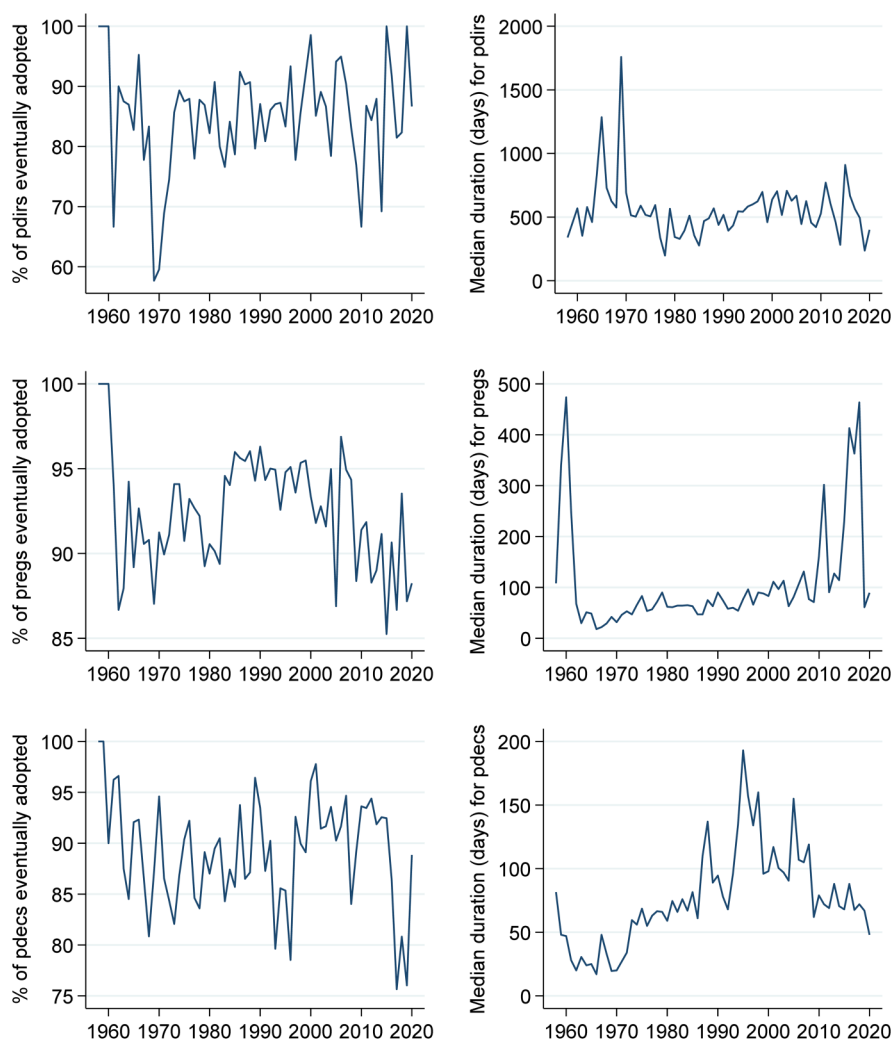 % of pdirs eventually adopted
100
90
80
70
60
1960 1970 1980 1990 2000 2010 2020
Median duration (days) for pdirs
2000
1500
1000
500
0
1960 1970 1980 1990 2000 2010 2020
% of pregs eventually adopted
100
95
90
85
1960 1970 1980 1990 2000 2010 2020
Median duration (days) for pregs
500
400
300
200
100
0
1960 1970 1980 1990 2000 2010 2020
% of pdecs eventually adopted
100
95
90
85
80
75
1960 1970 1980 1990 2000 2010 2020
Median duration (days) for pdecs
200
150
100
50
0
1960 1970 1980 1990 2000 2010 2020